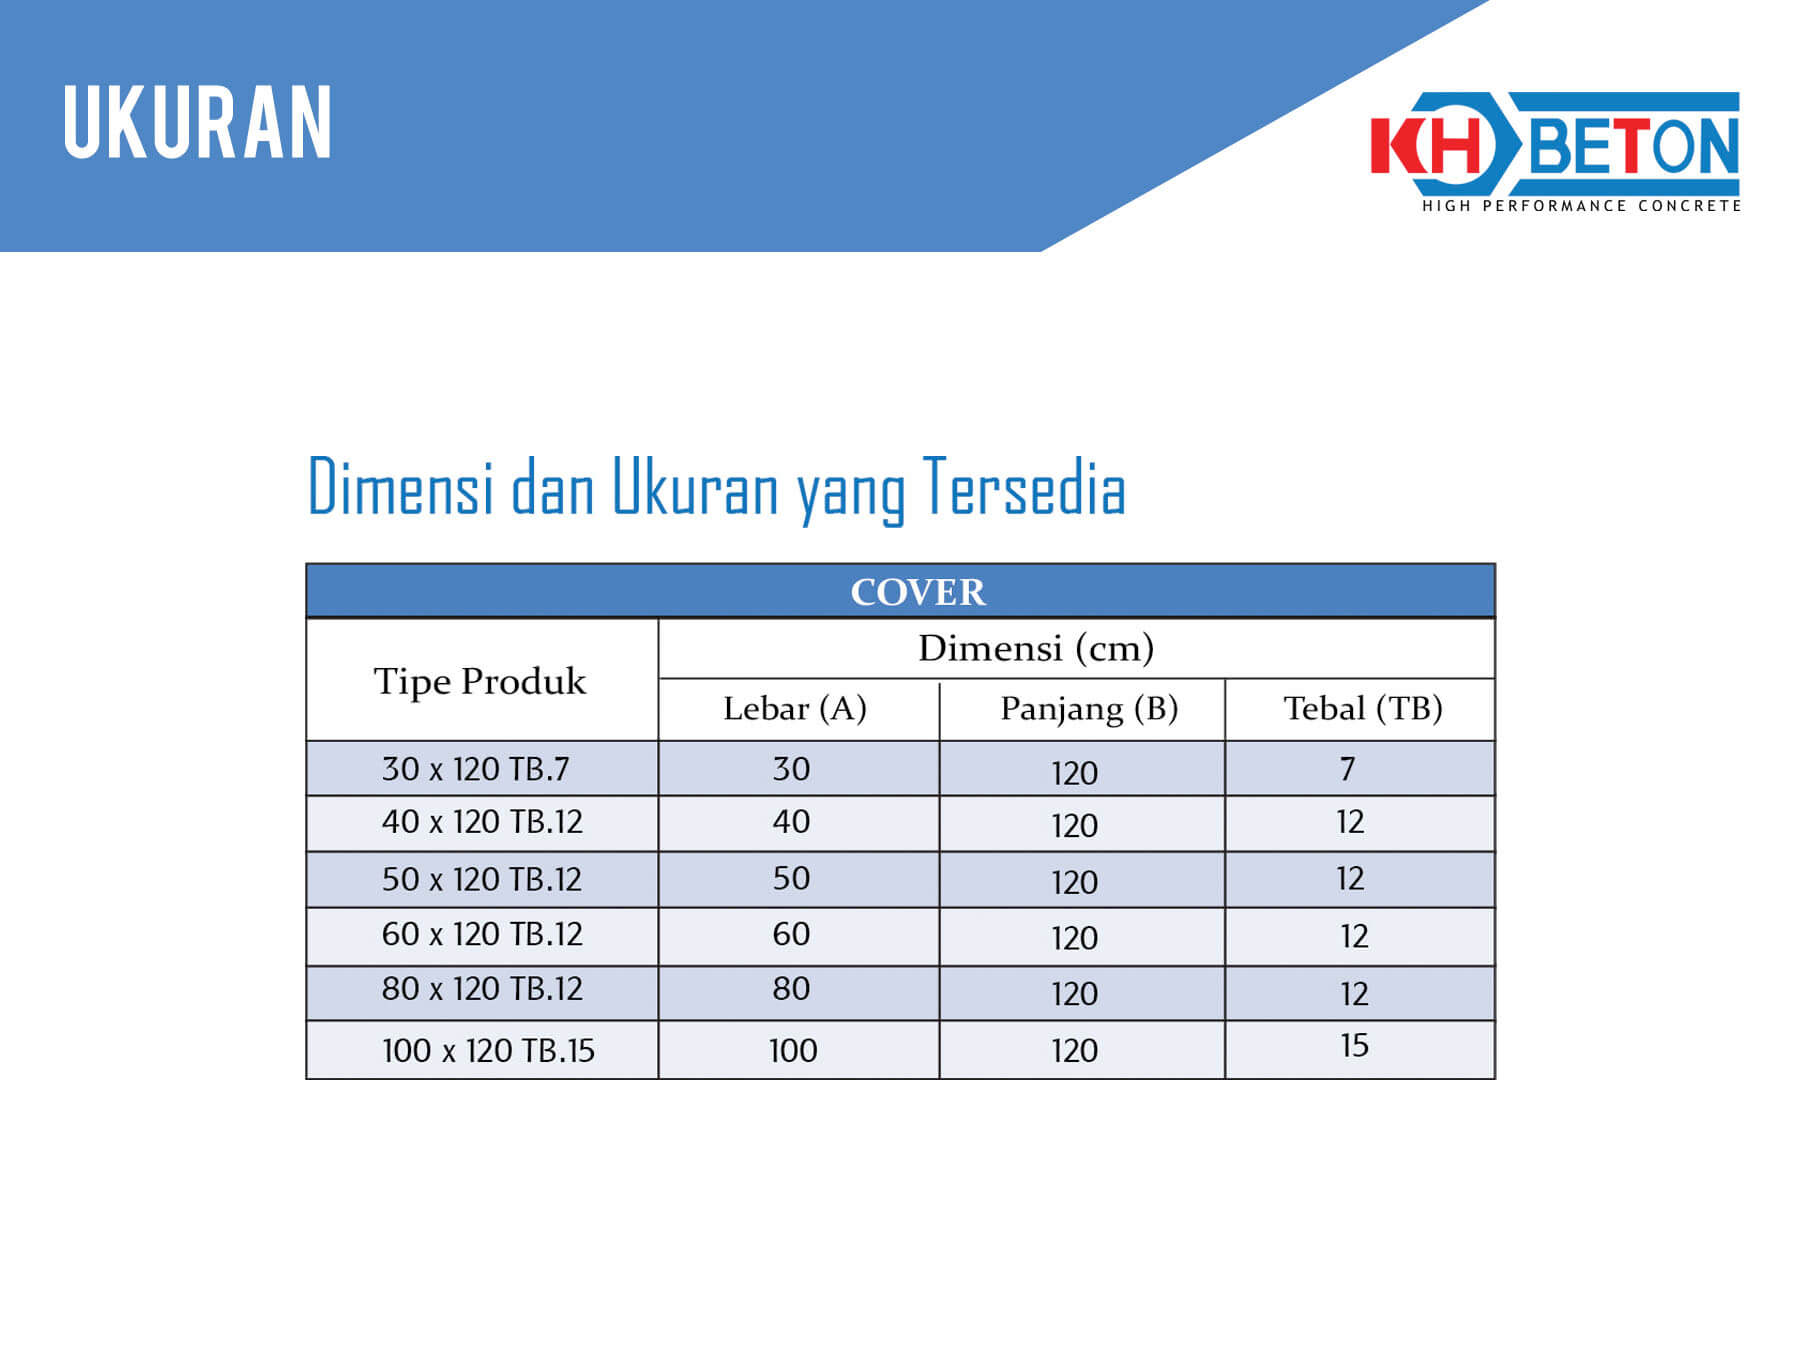 UKURAN
KH BETON
HIGH PERFORMANCE CONCRETE
Dimensi dan Ukuran yang Tersedia
COVER
Tipe Produk
Dimensi (cm)
Lebar (A) Panjang (B) Tebal (TB)
30 x 120 TB.7 30 120 7
40 x 120 TB.12 40 120 12
50 x 120 TB.12 50 120 12
60 x 120 TB.12 60 120 12
80 x 120 TB.12 80 120 12
100 x 120 TB.15 100 120 15